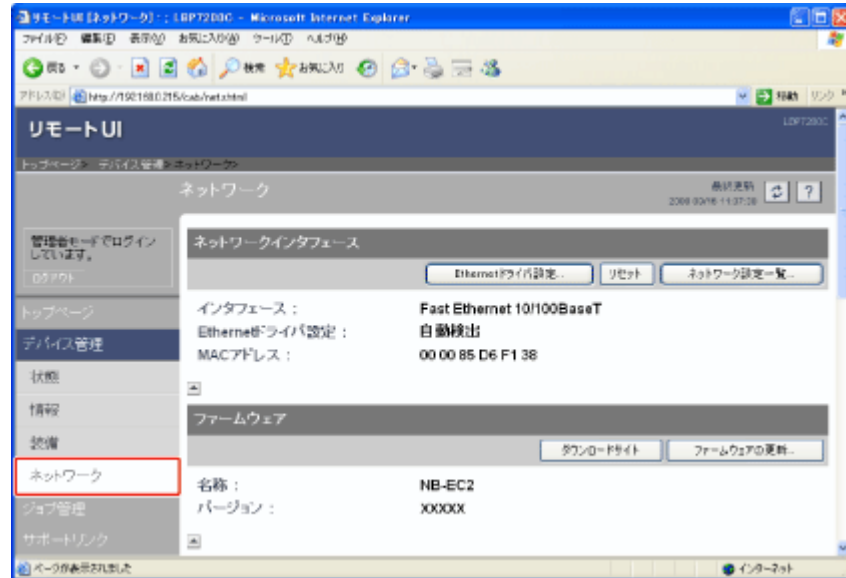 リモートUI [ネットワーク] : ; LBP7200C - Microsoft Internet Explorer
ファイル(F) 編集(E) 表示(V) お気に入り(A) ツール(T) ヘルプ(H)
戻る 検索 お気に入り
アドレス(D) http://192.168.0.215/cab/net.shtml 移動 リンク
リモートUI
LBP7200C
トップページ> デバイス管理> ネットワーク>
ネットワーク
最終更新
管理者モードでログイン
しています。
ログアウト
ネットワークインタフェース
Ethernetドライバ設定... リセット ネットワーク設定一覧...
インタフェース : Fast Ethernet 10/100BaseT
Ethernetドライバ設定 : 自動検出
MACアドレス : 00 00 85 D6 F1 38
トップページ
デバイス管理
状態
情報
装備
ネットワーク
ジョブ管理
サポートリンク
ファームウェア
ダウンロードサイト ファームウェアの更新...
名称 : NB-EC2
バージョン : XXXXX
ページが表示されました インターネット